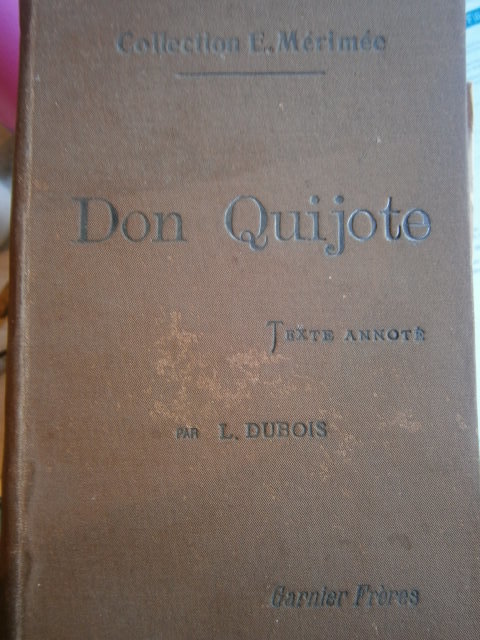 Collection E. Mérimée
Don Quijote
TEXTE ANNOTÉ
PAR L. DUBOIS
Garnier Frères